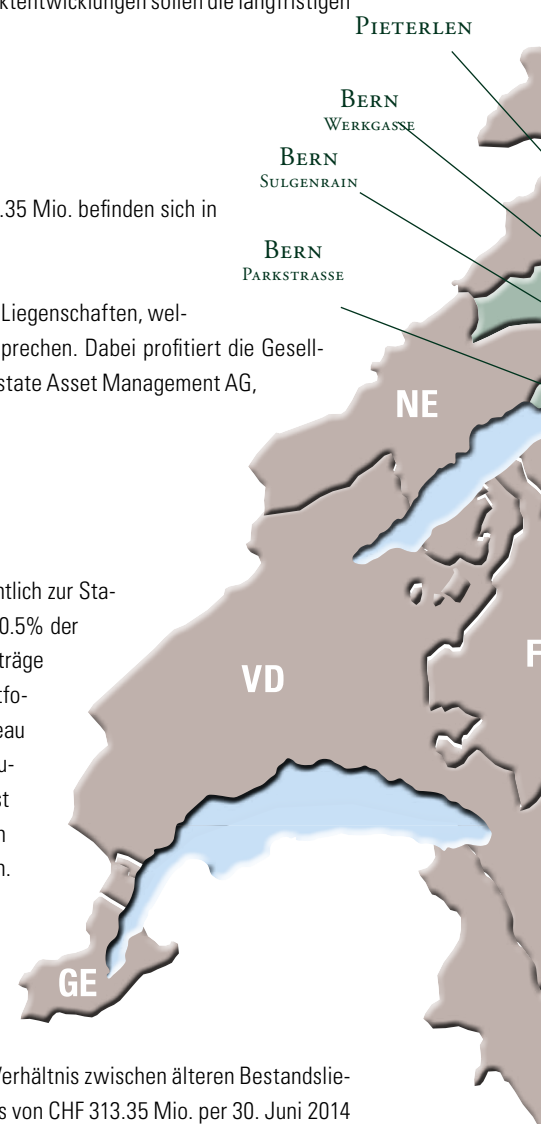 sollen die langfristigen
PIETERLEN
BERN
WERKGASSE
BERN
SULGENRAIN
.35 Mio. befinden sich in
BERN
PARKSTRASSE
Liegenschaften, wel-
sprechen. Dabei profitiert die Gesell-
state Asset Management AG,
NE
ntlich zur Sta-
0.5% der
träge
tfo-
VD
F
eau
u-
st
n
n.
GE
Verhältnis zwischen älteren Bestandslie-
s von CHF 313.35 Mio. per 30. Juni 2014